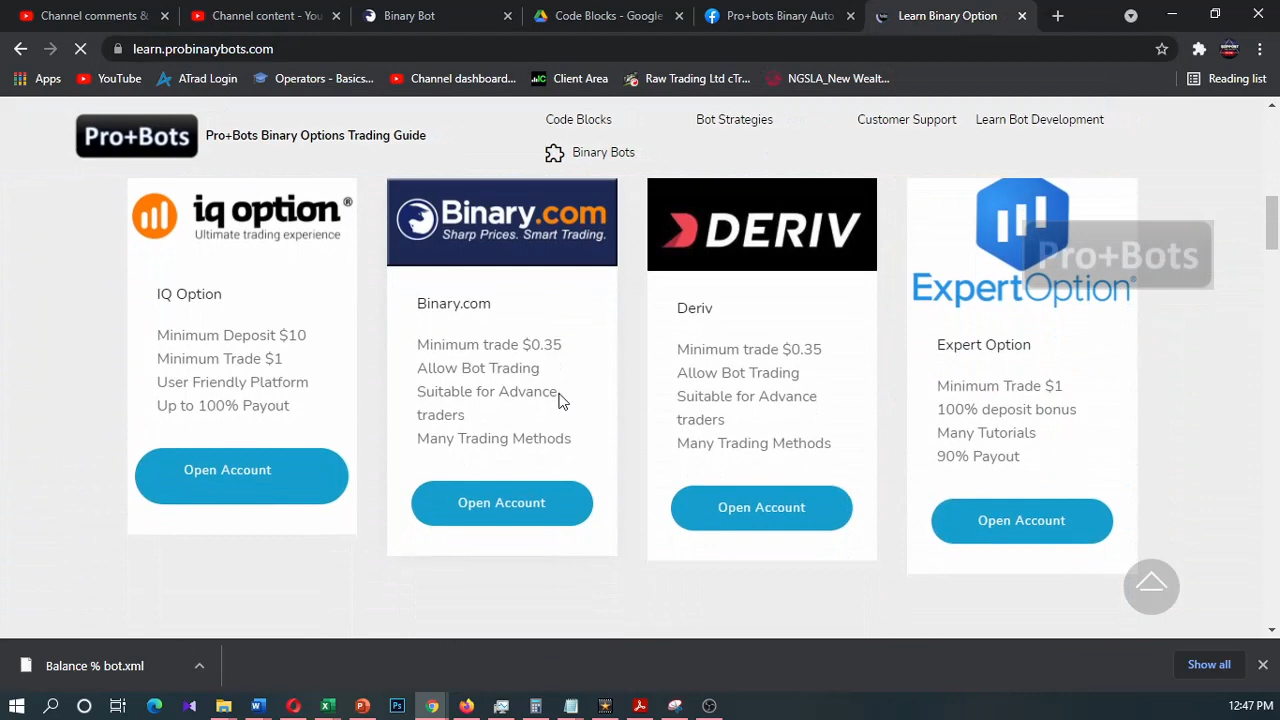 Channel comments &
Channel content - You
Binary Bot
Code Blocks - Google
Pro+bots Binary Auto
Learn Binary Option
learn.probinarybots.com
Apps
YouTube
ATrad Login
Operators - Basics...
Channel dashboard...
Client Area
Raw Trading Ltd cTr...
NGSLA_New Wealt...
Reading list
Pro+Bots
Pro+Bots Binary Options Trading Guide
Code Blocks
Bot Strategies
Customer Support
Learn Bot Development
Binary Bots
iq option®
Ultimate trading experience
IQ Option
Minimum Deposit $10
Minimum Trade $1
User Friendly Platform
Up to 100% Payout
Open Account
Binary.com
Sharp Prices. Smart Trading.
Binary.com
Minimum trade $0.35
Allow Bot Trading
Suitable for Advance
traders
Many Trading Methods
Open Account
DERIV
Deriv
Minimum trade $0.35
Allow Bot Trading
Suitable for Advance
traders
Many Trading Methods
Open Account
ExpertOption®
Pro+Bots
Expert Option
Minimum Trade $1
100% deposit bonus
Many Tutorials
90% Payout
Open Account
Balance % bot.xml
Show all
12:47 PM